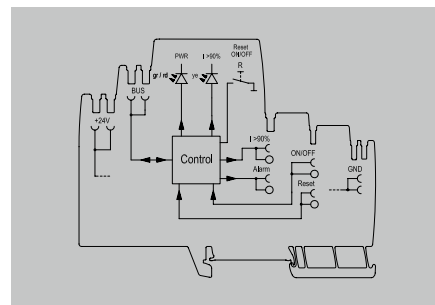 PWR
I >90%
Reset
ON/OFF
R
gr / rd
ye
BUS
+24V
Control
I >90%
ON/OFF
Alarm
GND
Reset